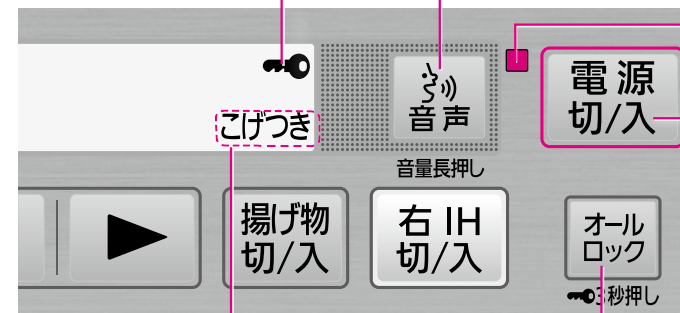 こげつき
音声
音量長押し
電源
切/入
揚げ物
切/入
右 IH
切/入
オール
ロック
3秒押し